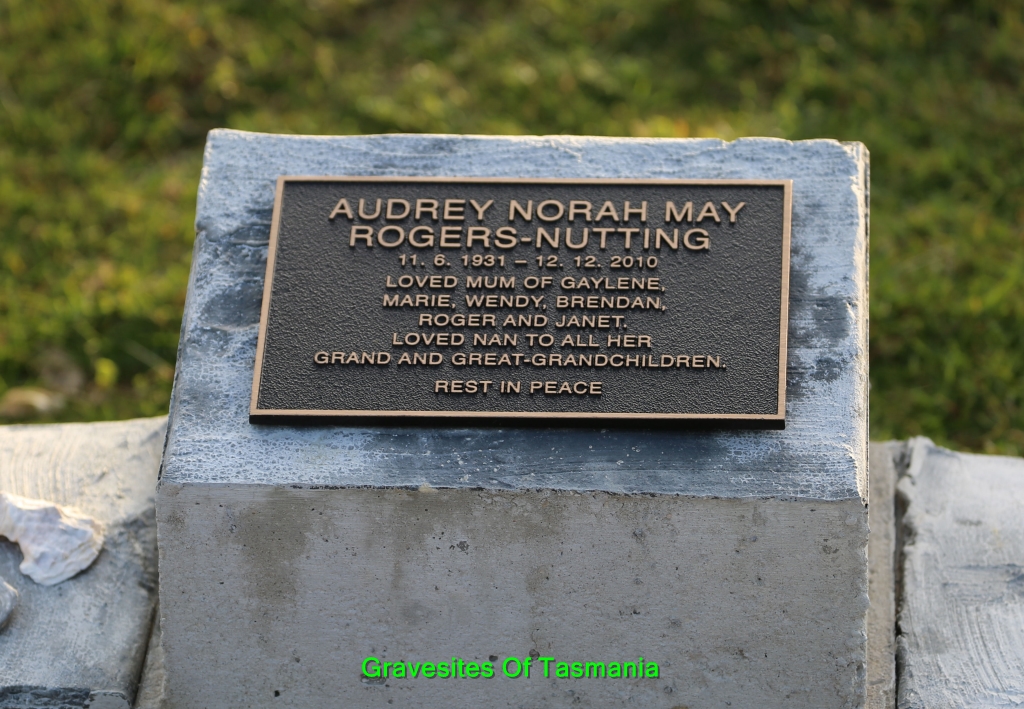 AUDREY NORAH MAY
ROGERS-NUTTING
11. 6. 1931 – 12. 12. 2010
LOVED MUM OF GAYLENE,
MARIE, WENDY, BRENDAN,
ROGER AND JANET.
LOVED NAN TO ALL HER
GRAND AND GREAT-GRANDCHILDREN.
REST IN PEACE
Gravesites Of Tasmania